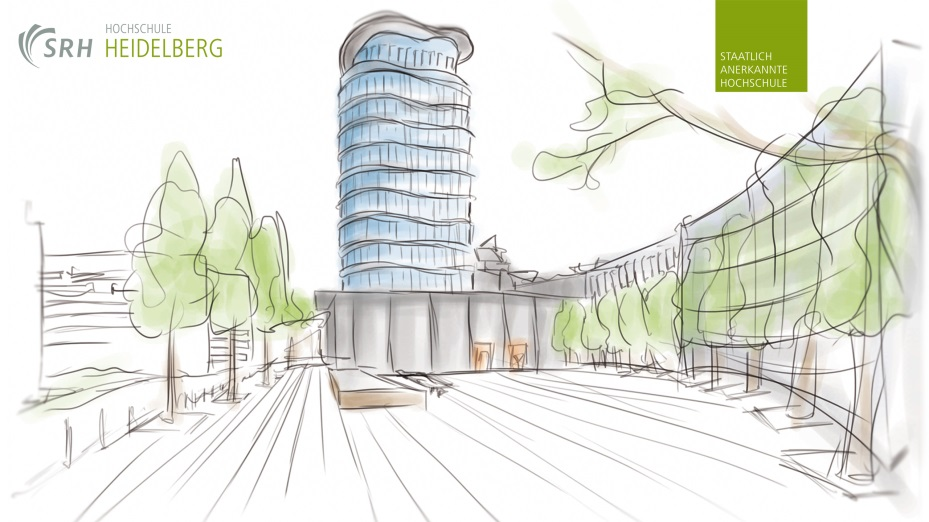 SRH HOCHSCHULE
HEIDELBERG
STAATLICH
ANERKANNTE
HOCHSCHULE